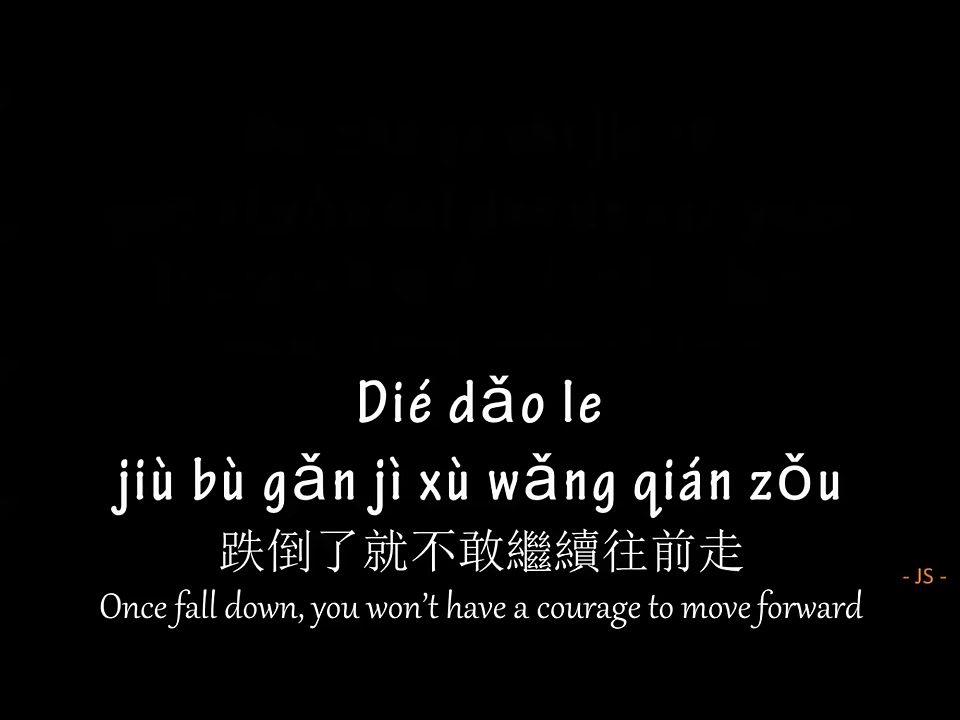 Dié dǎo le
jiù bù gǎn jì xù wǎng qián zǒu
跌倒了就不敢繼續往前走
- JS -
Once fall down, you won't have a courage to move forward